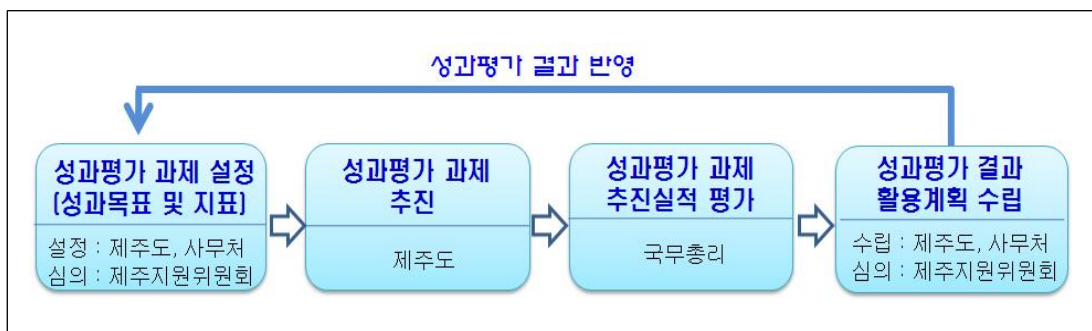 성과평가 결과 반영
성과평가 과제 설정
(성과목표 및 지표)
설정 : 제주도, 사무처
심의 : 제주지원위원회
성과평가 과제
추진
제주도
성과평가 과제
추진실적 평가
국무총리
성과평가 결과
활용계획 수립
수립 : 제주도, 사무처
심의 : 제주지원위원회